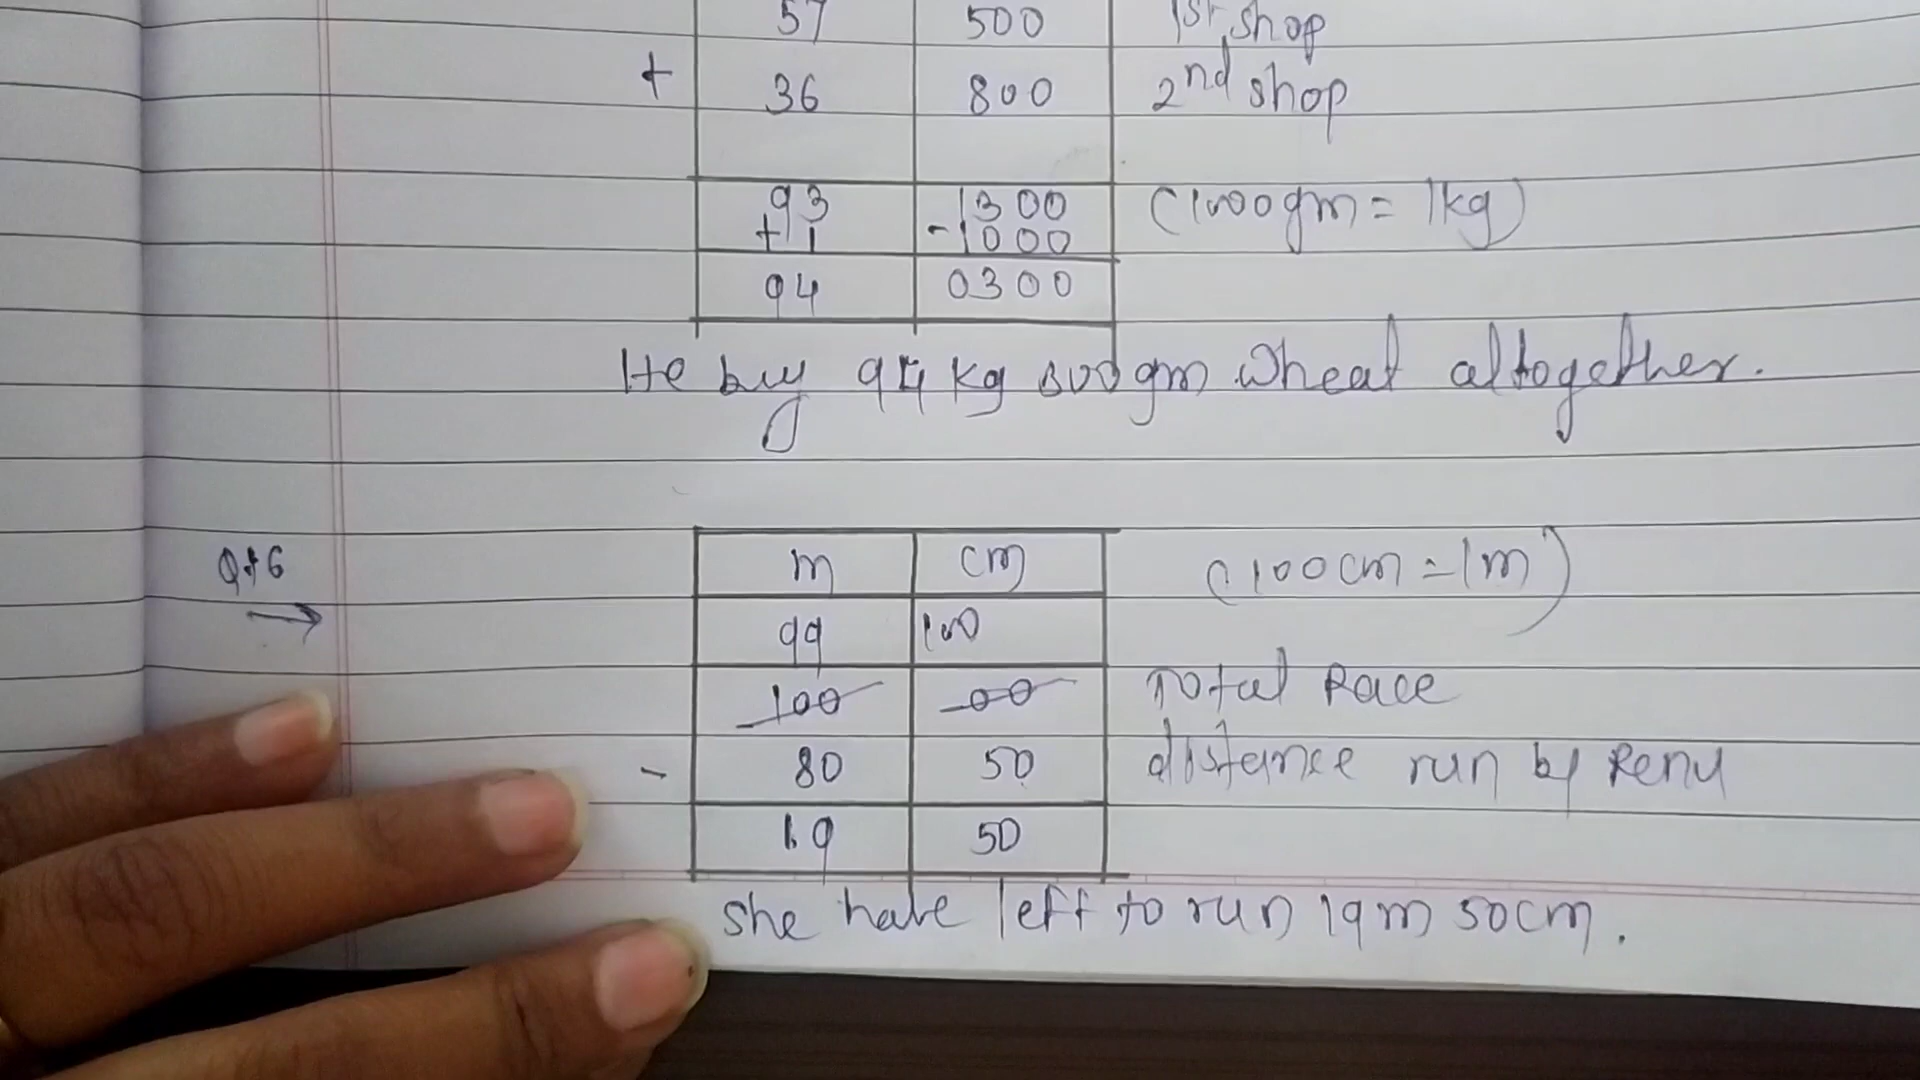 57 500 1st shop
+ 36 800 2nd shop
93 1300 (1000gm = 1kg)
+1 -1000
94 0300
He buy 94 kg 300 gm wheat altogether.
Q+6 m cm (100cm = 1m)
99 100
100 00 Total Race
- 80 50 distance run by Renu
19 50
She have left to run 19m 50cm.